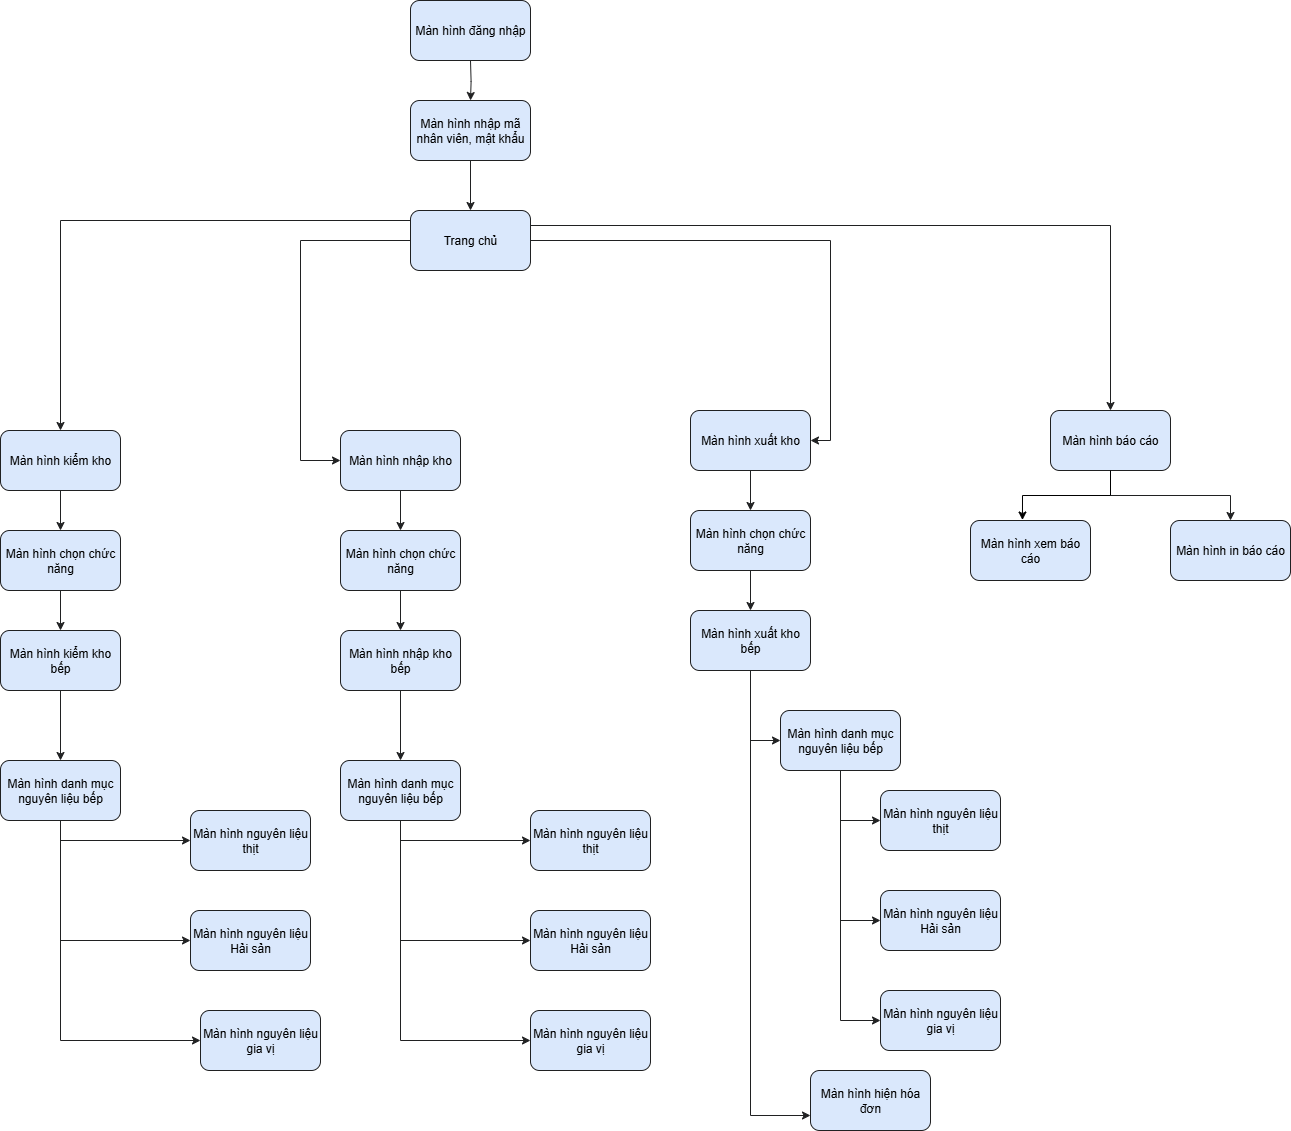 Màn hình đăng nhập
Màn hình nhập mã
nhân viên, mật khẩu
Trang chủ
Màn hình kiểm kho
Màn hình chọn chức
năng
Màn hình kiểm kho
bếp
Màn hình danh mục
nguyên liệu bếp
Màn hình nguyên liệu
thịt
Màn hình nguyên liệu
Hải sản
Màn hình nguyên liệu
gia vị
Màn hình nhập kho
Màn hình chọn chức
năng
Màn hình nhập kho
bếp
Màn hình danh mục
nguyên liệu bếp
Màn hình nguyên liệu
thịt
Màn hình nguyên liệu
Hải sản
Màn hình nguyên liệu
gia vị
Màn hình xuất kho
Màn hình chọn chức
năng
Màn hình xuất kho
bếp
Màn hình danh mục
nguyên liệu bếp
Màn hình nguyên liệu
thịt
Màn hình nguyên liệu
Hải sản
Màn hình nguyên liệu
gia vị
Màn hình hiện hóa
đơn
Màn hình báo cáo
Màn hình xem báo
cáo
Màn hình in báo cáo